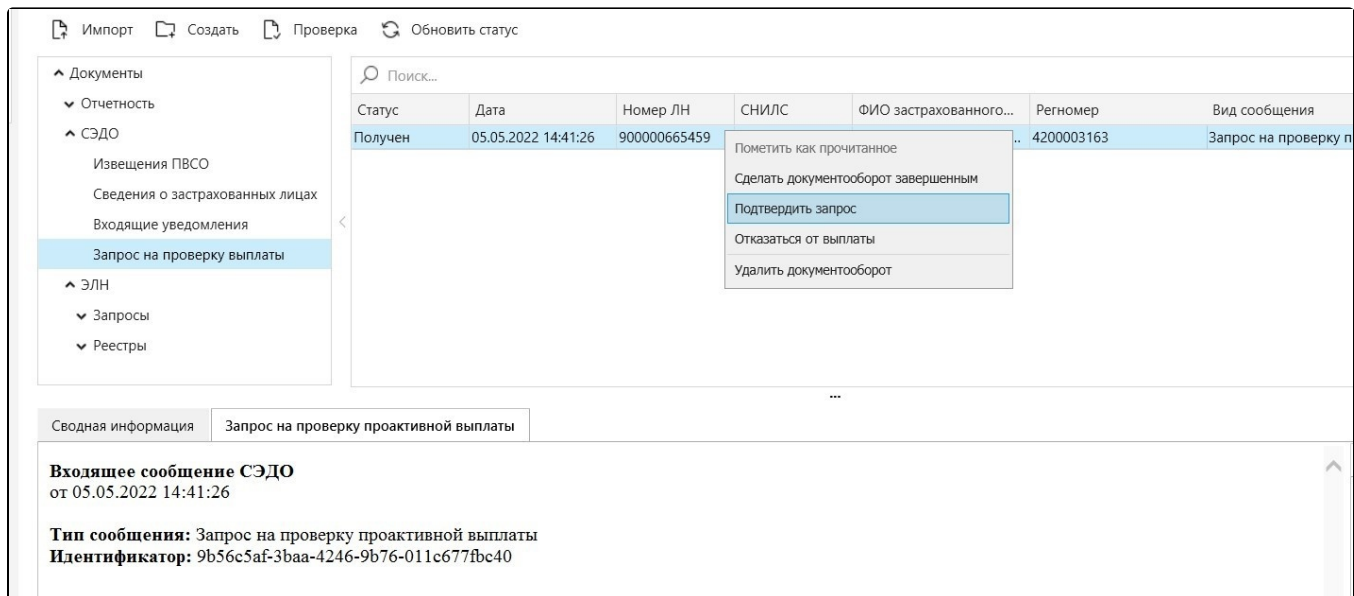 Импорт Создать Проверка Обновить статус
Документы
Отчетность
СЭДО
Извещения ПВСО
Сведения о застрахованных лицах
Входящие уведомления
Запрос на проверку выплаты
ЭЛН
Запросы
Реестры
Поиск...
Статус Дата Номер ЛН СНИЛС ФИО застрахованного... Регномер Вид сообщения
Получен 05.05.2022 14:41:26 900000665459 .. 4200003163 Запрос на проверку п
Пометить как прочитанное
Сделать документооборот завершенным
Подтвердить запрос
Отказаться от выплаты
Удалить документооборот
...
Сводная информация Запрос на проверку проактивной выплаты
Входящее сообщение СЭДО
от 05.05.2022 14:41:26
Тип сообщения: Запрос на проверку проактивной выплаты
Идентификатор: 9b56c5af-3baa-4246-9b76-011c677fbc40